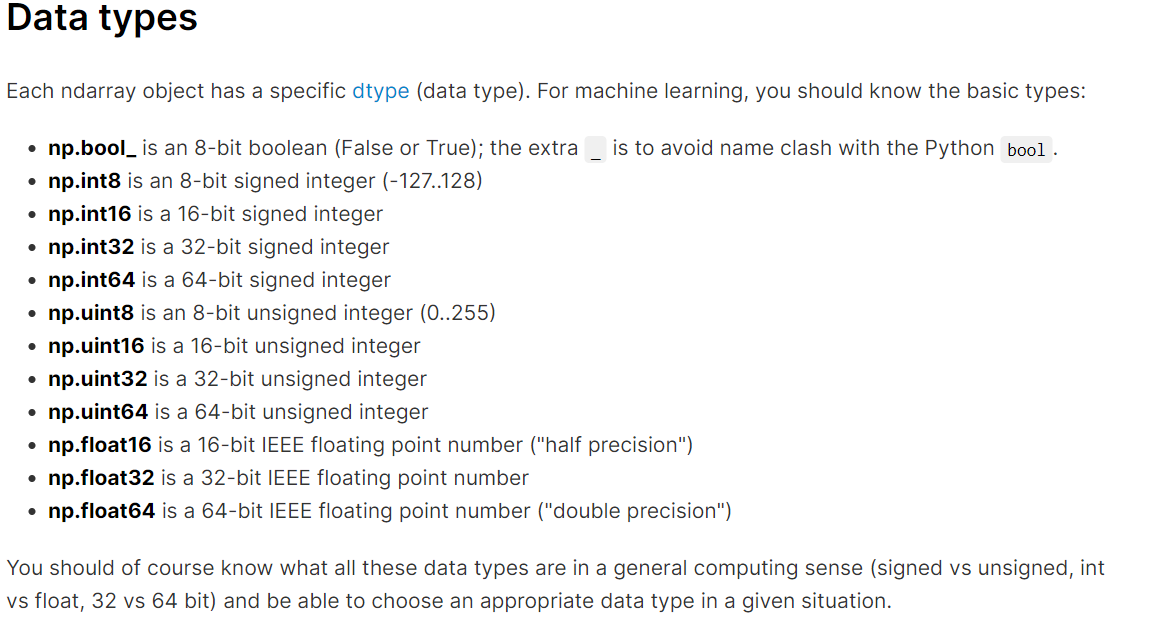 Data types
Each ndarray object has a specific dtype (data type). For machine learning, you should know the basic types:
• np.bool_ is an 8-bit boolean (False or True); the extra _ is to avoid name clash with the Python bool.
• np.int8 is an 8-bit signed integer (-127..128)
• np.int16 is a 16-bit signed integer
• np.int32 is a 32-bit signed integer
• np.int64 is a 64-bit signed integer
• np.uint8 is an 8-bit unsigned integer (0..255)
• np.uint16 is a 16-bit unsigned integer
• np.uint32 is a 32-bit unsigned integer
• np.uint64 is a 64-bit unsigned integer
• np.float16 is a 16-bit IEEE floating point number ("half precision")
• np.float32 is a 32-bit IEEE floating point number
• np.float64 is a 64-bit IEEE floating point number ("double precision")
You should of course know what all these data types are in a general computing sense (signed vs unsigned, int
vs float, 32 vs 64 bit) and be able to choose an appropriate data type in a given situation.